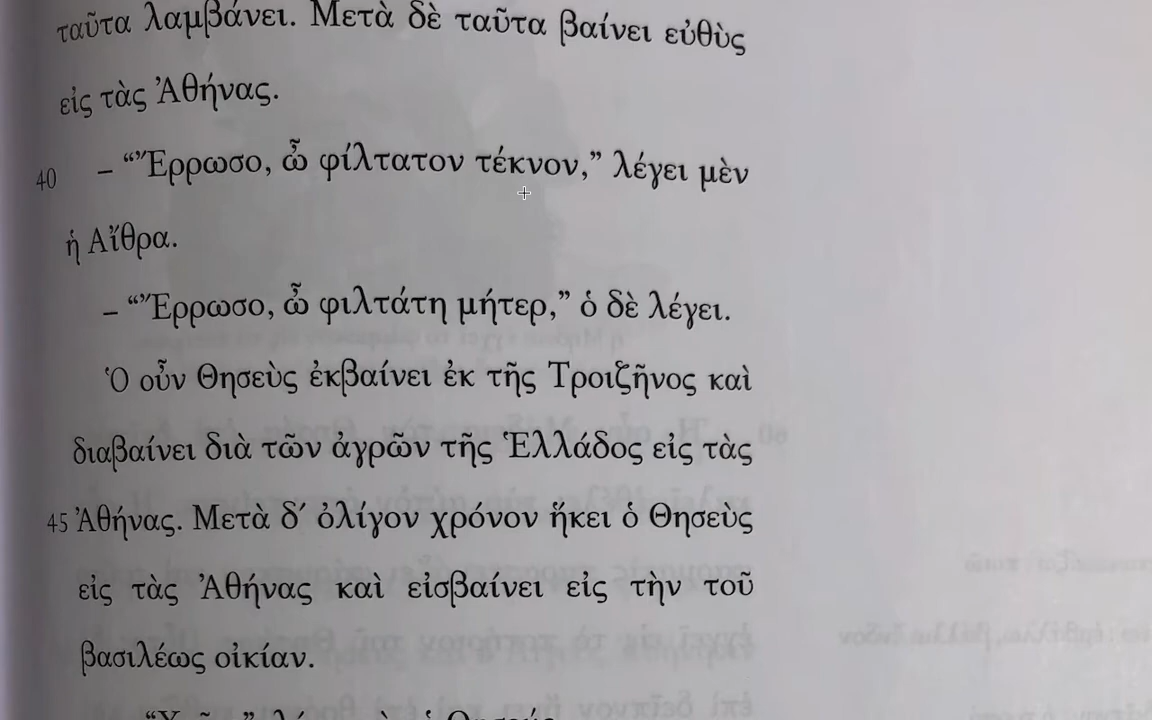 ταῦτα λαμβάνει. Μετὰ δὲ ταῦτα βαίνει εὐθὺς
εἰς τὰς Ἀθήνας.
40 – “Ἔρρωσο, ὦ φίλτατον τέκνον,” λέγει μὲν
ἡ Αἴθρα.
– “Ἔρρωσο, ὦ φιλτάτη μήτερ,” ὁ δὲ λέγει.
Ὁ οὖν Θησεὺς ἐκβαίνει ἐκ τῆς Τροιζῆνος καὶ
διαβαίνει διὰ τῶν ἀγρῶν τῆς Ἑλλάδος εἰς τὰς
45 Ἀθήνας. Μετὰ δ’ ὀλίγον χρόνον ἥκει ὁ Θησεὺς
εἰς τὰς Ἀθήνας καὶ εἰσβαίνει εἰς τὴν τοῦ
βασιλέως οἰκίαν.